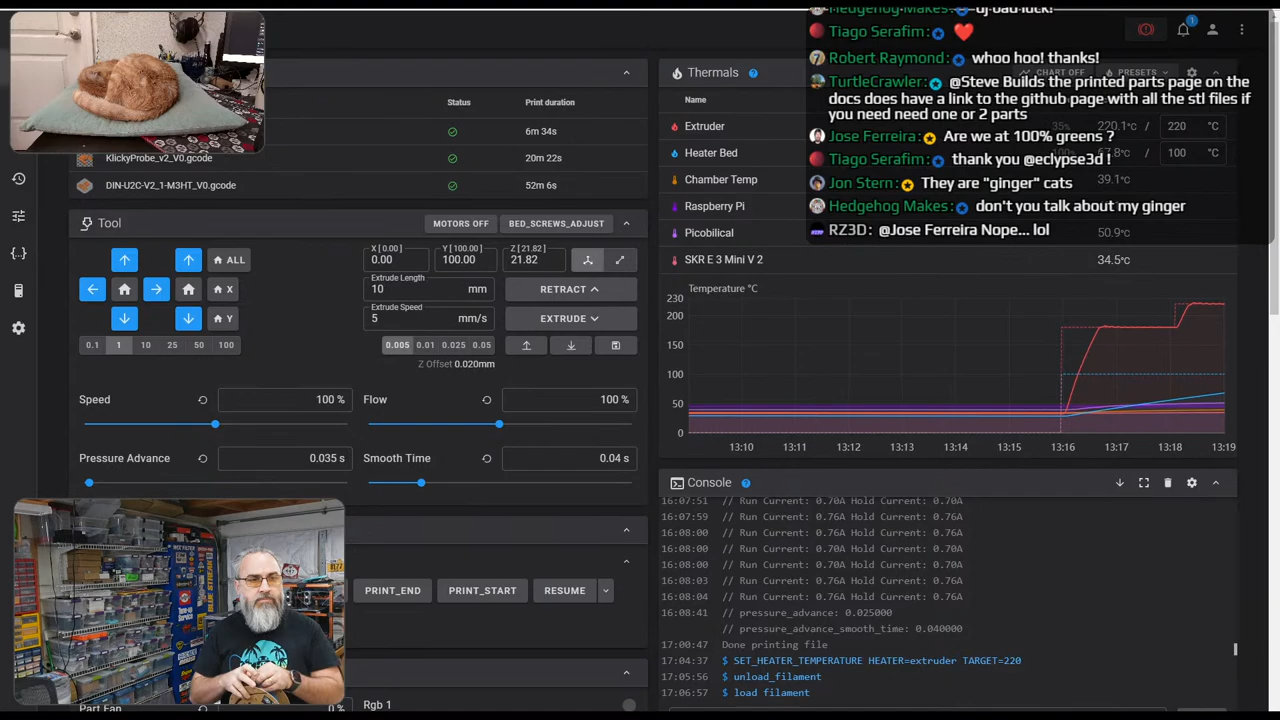 Hedgehog Makes: dj bad luck!
Tiago Serafim:
Robert Raymond: whoo hoo! thanks!
TurtleCrawler: @Steve Builds the printed parts page on the
docs does have a link to the github page with all the stl files if
you need need one or 2 parts
Jose Ferreira: Are we at 100% greens ?
Tiago Serafim: thank you @eclypse3d !
Jon Stern: They are "ginger" cats
Hedgehog Makes: don't you talk about my ginger
RZ3D: @Jose Ferreira Nope... lol
1
Status Print duration
6m 34s
KlickyProbe_v2_V0.gcode 20m 22s
DIN-U2C-V2_1-M3HT_V0.gcode 52m 6s
Tool MOTORS OFF BED_SCREWS_ADJUST
X [ 0.00 ] Y [ 100.00 ] Z [ 21.82 ]
0.00 100.00 21.82
ALL
X
Y
Extrude Length
10 mm RETRACT
Extrude Speed
5 mm/s EXTRUDE
0.1 1 10 25 50 100
0.005 0.01 0.025 0.05
Z Offset 0.020mm
Speed 100 % Flow 100 %
Pressure Advance 0.035 s Smooth Time 0.04 s
PRINT_END PRINT_START RESUME
Part Fan 0 % Rgb 1
Thermals CHART OFF PRESETS
Name
Extruder 35% 220.1°C 220 °C
Heater Bed 100% 67.8°C 100 °C
Chamber Temp 39.1°C
Raspberry Pi
Picobilical 50.9°C
SKR E 3 Mini V 2 34.5°C
Temperature °C
230
200
150
100
50
0
13:10 13:11 13:12 13:13 13:14 13:15 13:16 13:17 13:18 13:19
Console
16:07:51 // Run Current: 0.70A Hold Current: 0.70A
16:07:59 // Run Current: 0.76A Hold Current: 0.76A
16:08:00 // Run Current: 0.76A Hold Current: 0.76A
16:08:00 // Run Current: 0.70A Hold Current: 0.70A
16:08:00 // Run Current: 0.70A Hold Current: 0.70A
16:08:03 // Run Current: 0.76A Hold Current: 0.76A
16:08:04 // Run Current: 0.76A Hold Current: 0.76A
16:08:41 // pressure_advance: 0.025000
// pressure_advance_smooth_time: 0.040000
17:00:47 Done printing file
17:04:37 $ SET_HEATER_TEMPERATURE HEATER=extruder TARGET=220
17:05:56 $ unload_filament
17:06:57 $ load filament